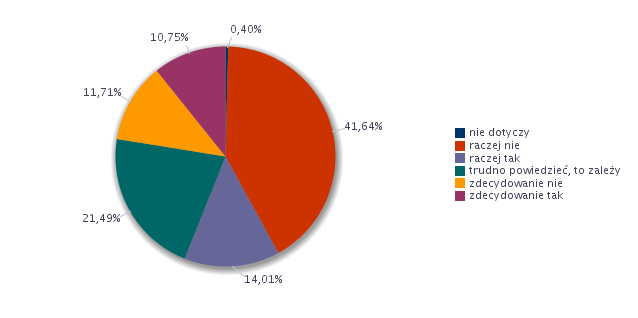 0,40%
10,75%
11,71%
41,64%
21,49%
14,01%
nie dotyczy
raczej nie
raczej tak
trudno powiedzieć, to zależy
zdecydowanie nie
zdecydowanie tak